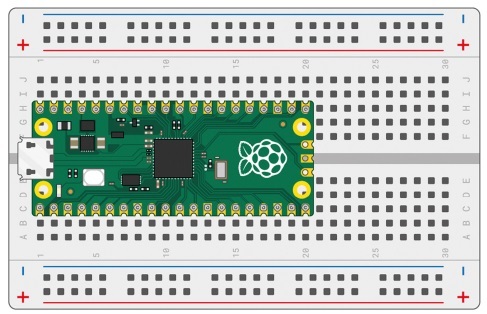 − −
+ +
1 5 10 15 20 25 30
J J
I I
H H
G G
F F
E E
D D
C C
B B
A A
1 5 10 15 20 25 30
− −
+ +